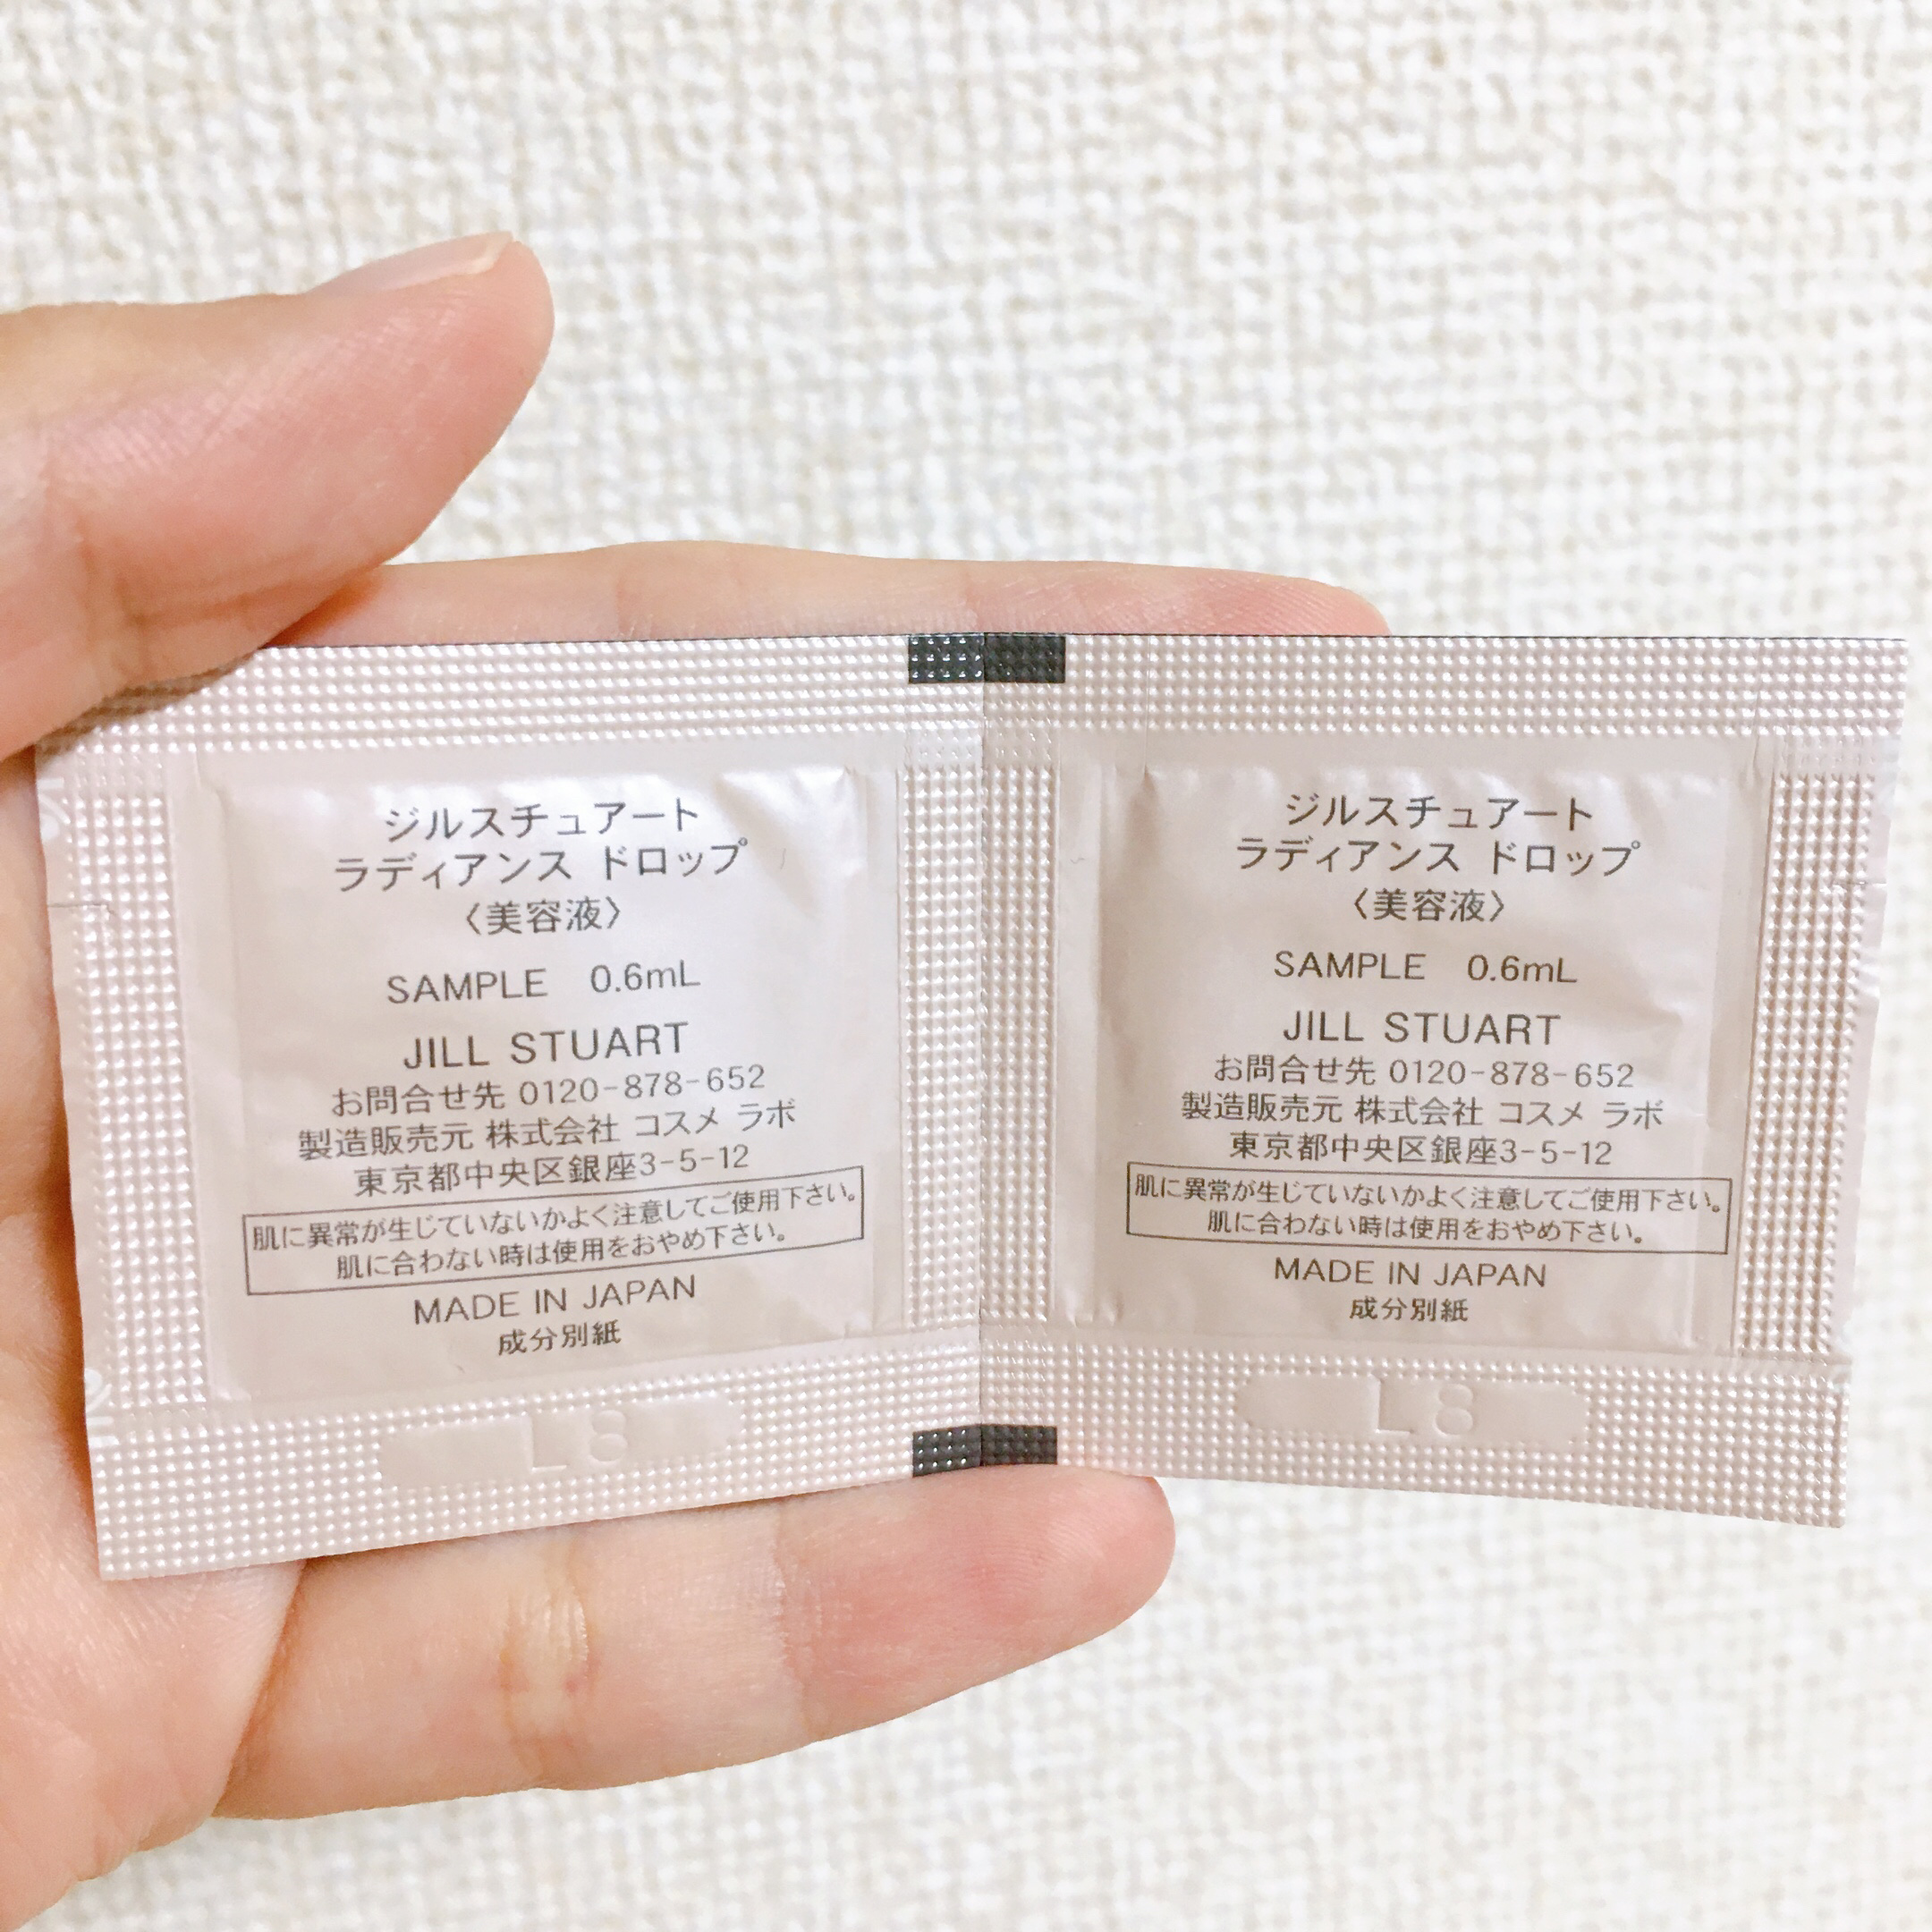 ジルスチュアート
ラディアンス ドロップ
〈美容液〉
SAMPLE 0.6mL
JILL STUART
お問合せ先 0120-878-652
製造販売元 株式会社 コスメ ラボ
東京都中央区銀座3-5-12
肌に異常が生じていないかよく注意してご使用下さい。
肌に合わない時は使用をおやめ下さい。
MADE IN JAPAN
成分別紙
L8
ジルスチュアート
ラディアンス ドロップ
〈美容液〉
SAMPLE 0.6mL
JILL STUART
お問合せ先 0120-878-652
製造販売元 株式会社 コスメ ラボ
東京都中央区銀座3-5-12
肌に異常が生じていないかよく注意してご使用下さい。
肌に合わない時は使用をおやめ下さい。
MADE IN JAPAN
成分別紙
L8